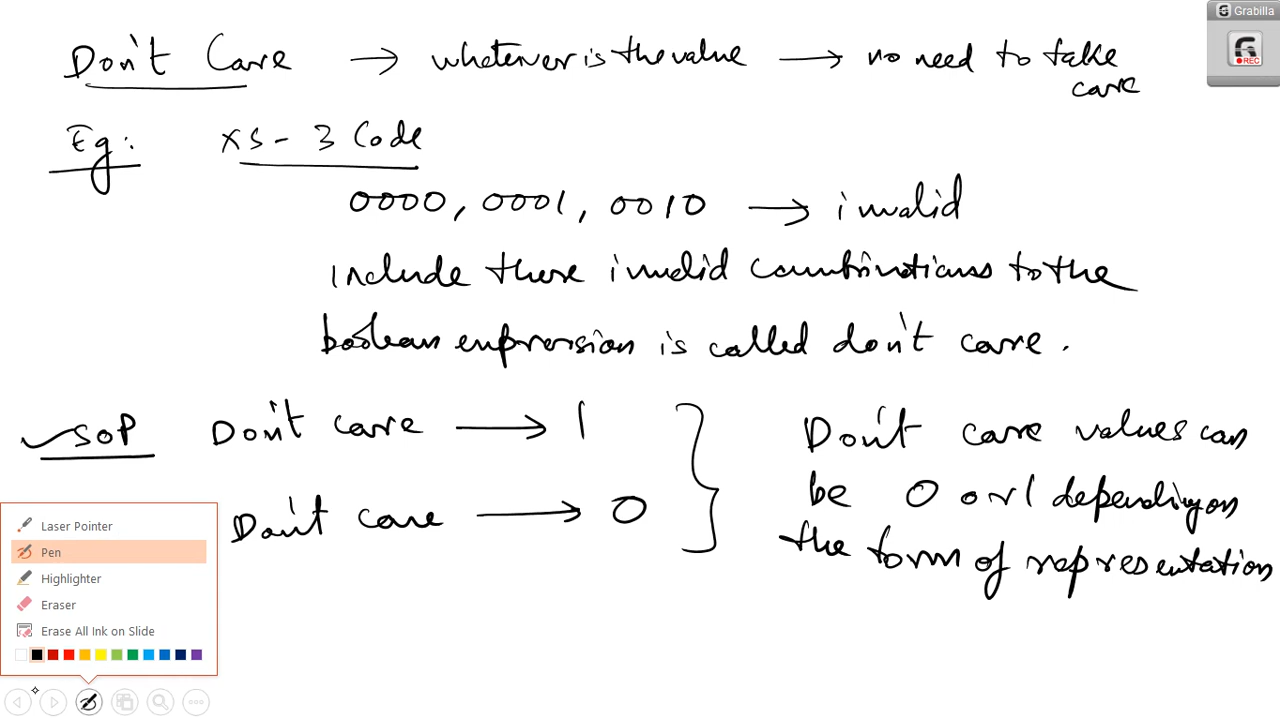 Grabilla
REC
Don't Care → whatever is the value → no need to take
care
Eg: XS-3 Code
0000, 0001, 0010 → invalid
Include these invalid combinations to the
boolean expression is called don't care.
SOP Don't care → 1
Don't care → 0
Don't care values can
be 0 or 1 depending on
the form of representation
Laser Pointer
Pen
Highlighter
Eraser
Erase All Ink on Slide